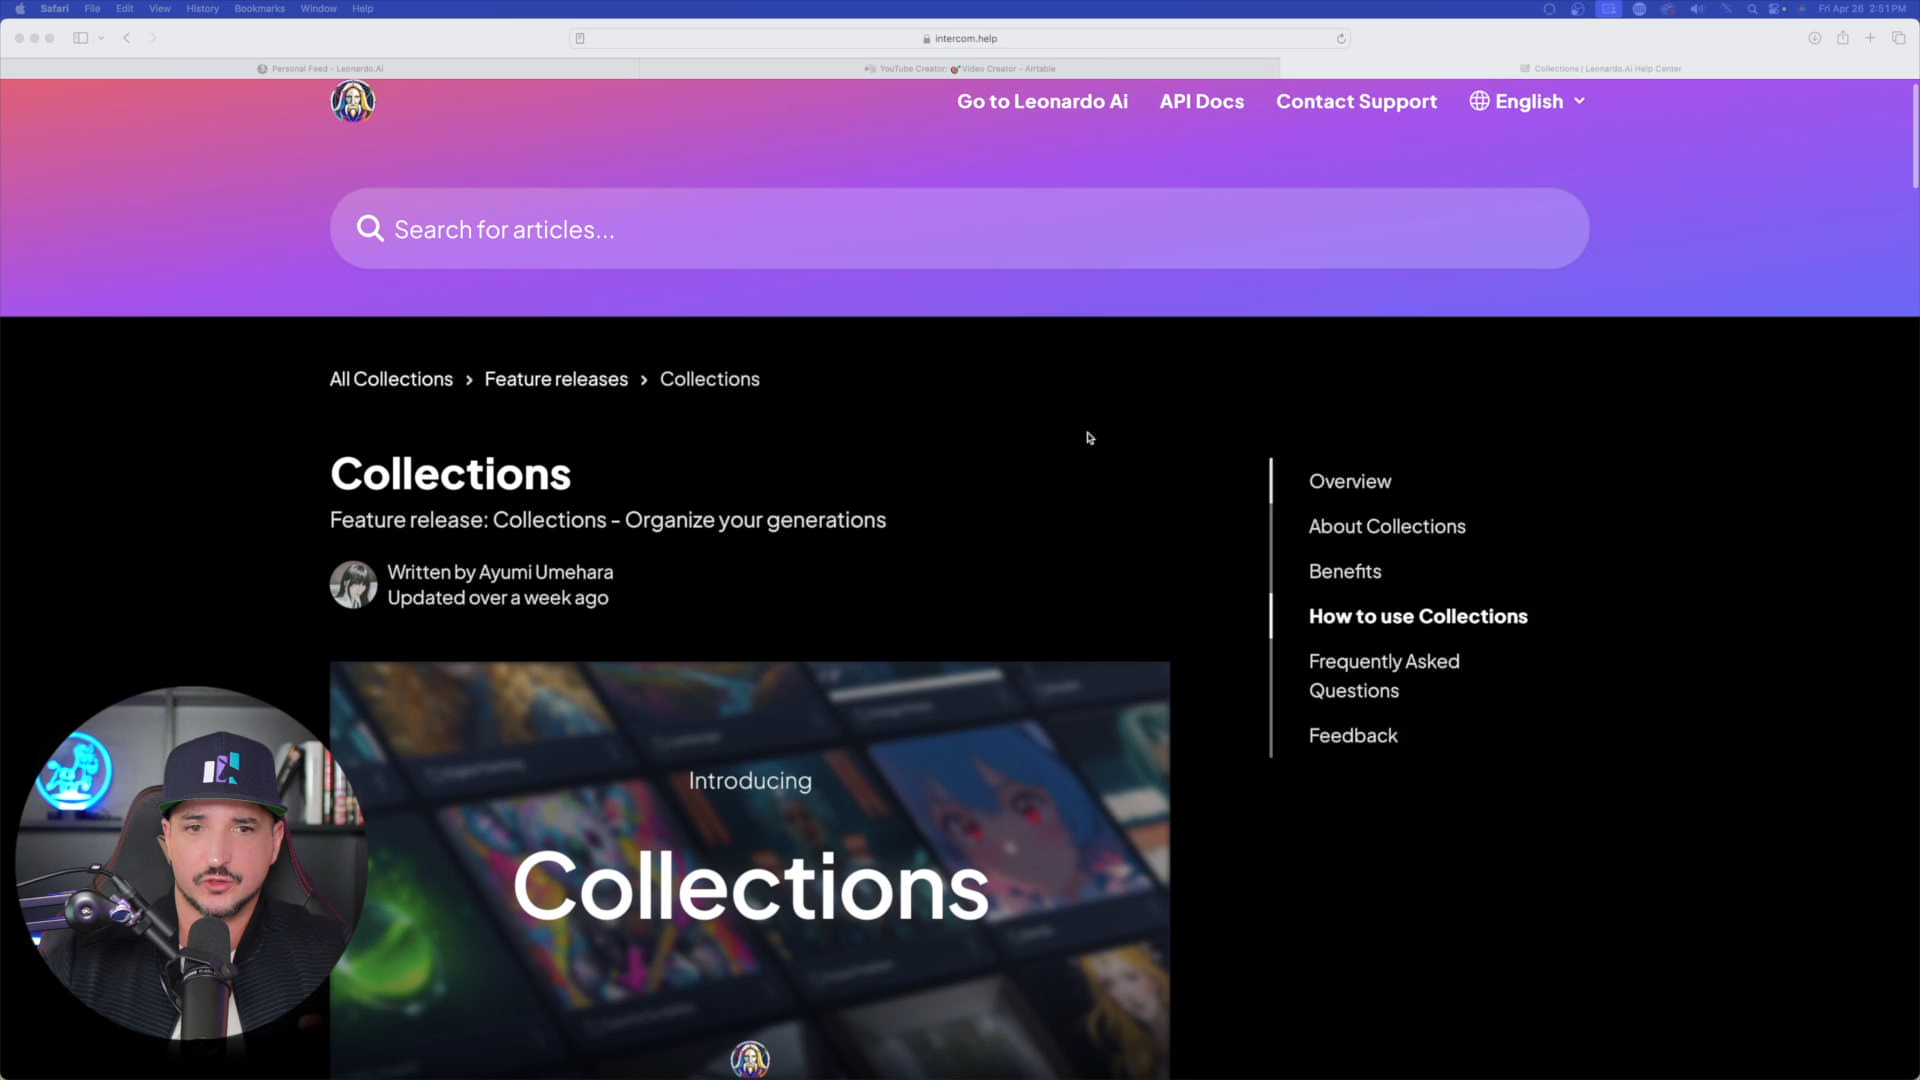 Safari File Edit View History Bookmarks Window Help
Fri Apr 26 2:51 PM
intercom.help
Personal Feed - Leonardo.Ai
YouTube Creator: 🎯 Video Creator - Airtable
Collections | Leonardo.Ai Help Center
Go to Leonardo Ai
API Docs
Contact Support
English
Search for articles...
All Collections > Feature releases > Collections
Collections
Feature release: Collections - Organize your generations
Written by Ayumi Umehara
Updated over a week ago
Overview
About Collections
Benefits
How to use Collections
Frequently Asked
Questions
Feedback
Introducing
Collections